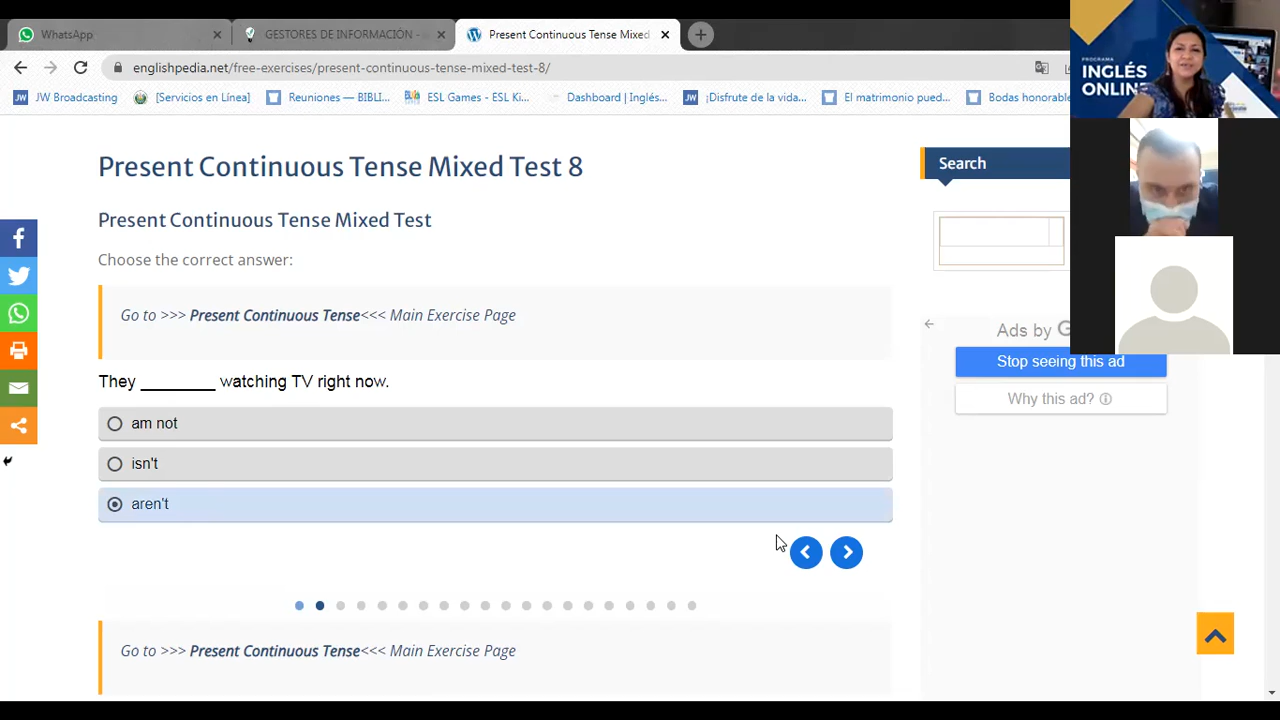 WhatsApp
GESTORES DE INFORMACIÓN -
Present Continuous Tense Mixed
englishpedia.net/free-exercises/present-continuous-tense-mixed-test-8/
JW Broadcasting
[Servicios en Línea]
Reuniones — BIBLI...
ESL Games - ESL Ki...
Dashboard | Inglés...
¡Disfrute de la vida...
El matrimonio pued...
Bodas honorable
PROGRAMA
INGLÉS
ONLINE
Present Continuous Tense Mixed Test 8
Search
Present Continuous Tense Mixed Test
Choose the correct answer:
Go to >>> Present Continuous Tense<<< Main Exercise Page
Ads by G
Stop seeing this ad
Why this ad?
They ________ watching TV right now.
am not
isn't
aren't
Go to >>> Present Continuous Tense<<< Main Exercise Page